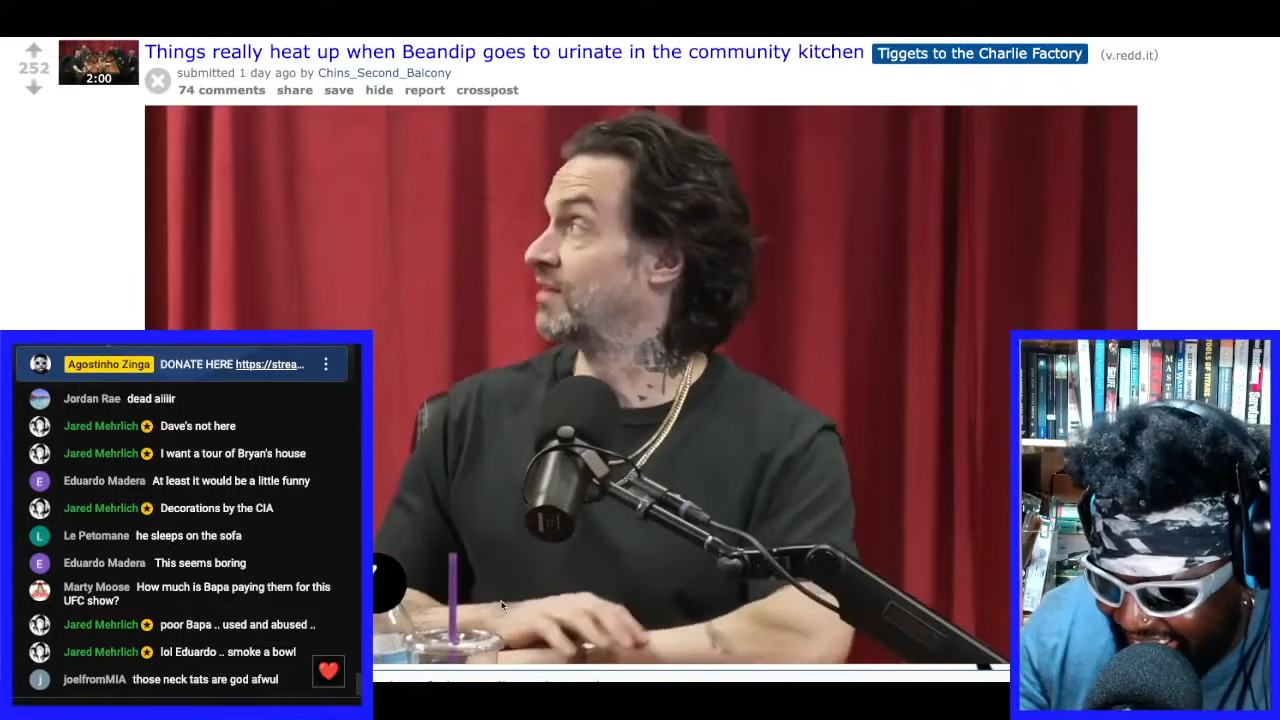 Things really heat up when Beandip goes to urinate in the community kitchen Tiggets to the Charlie Factory (v.redd.it)
252
2:00
submitted 1 day ago by Chins_Second_Balcony
74 comments share save hide report crosspost
Agostinho Zinga DONATE HERE https://strea...
Jordan Rae dead aiiiir
Jared Mehrlich Dave's not here
Jared Mehrlich I want a tour of Bryan's house
Eduardo Madera At least it would be a little funny
Jared Mehrlich Decorations by the CIA
Le Petomane he sleeps on the sofa
Eduardo Madera This seems boring
Marty Moose How much is Bapa paying them for this
UFC show?
Jared Mehrlich poor Bapa .. used and abused ..
Jared Mehrlich lol Eduardo .. smoke a bowl
joelfromMIA those neck tats are god afwul
TOOLS OF TITANS